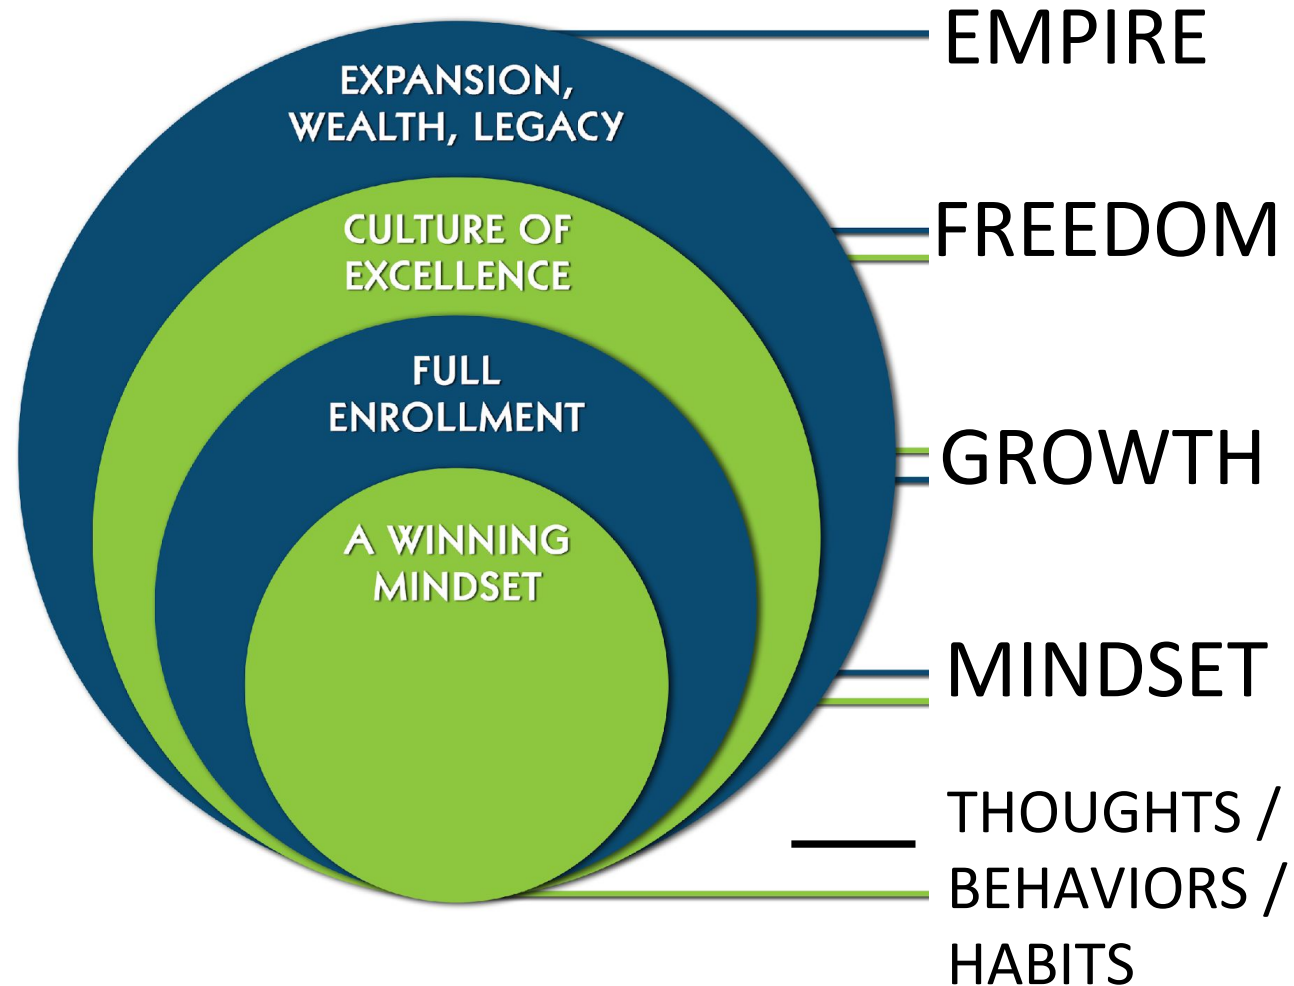 EMPIRE
EXPANSION,
WEALTH, LEGACY
FREEDOM
CULTURE OF
EXCELLENCE
FULL
ENROLLMENT
GROWTH
A WINNING
MINDSET
MINDSET
THOUGHTS /
BEHAVIORS /
HABITS